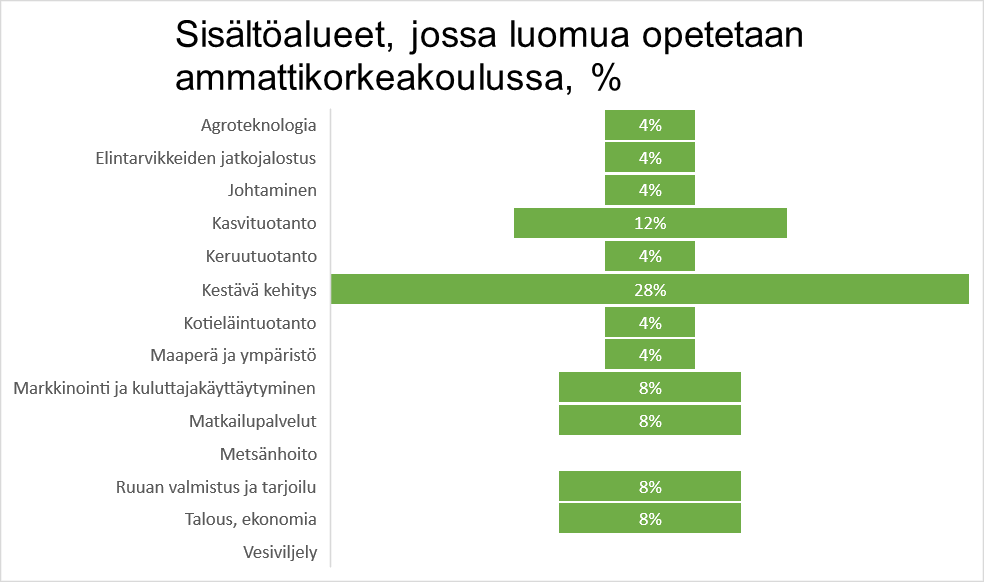 Sisältöalueet, jossa luomua opetetaan
ammattikorkeakoulussa, %
Agroteknologia 4%
Elintarvikkeiden jatkojalostus 4%
Johtaminen 4%
Kasvituotanto 12%
Keruutuotanto 4%
Kestävä kehitys 28%
Kotieläintuotanto 4%
Maaperä ja ympäristö 4%
Markkinointi ja kuluttajakäyttäytyminen 8%
Matkailupalvelut 8%
Metsänhoito
Ruuan valmistus ja tarjoilu 8%
Talous, ekonomia 8%
Vesiviljely